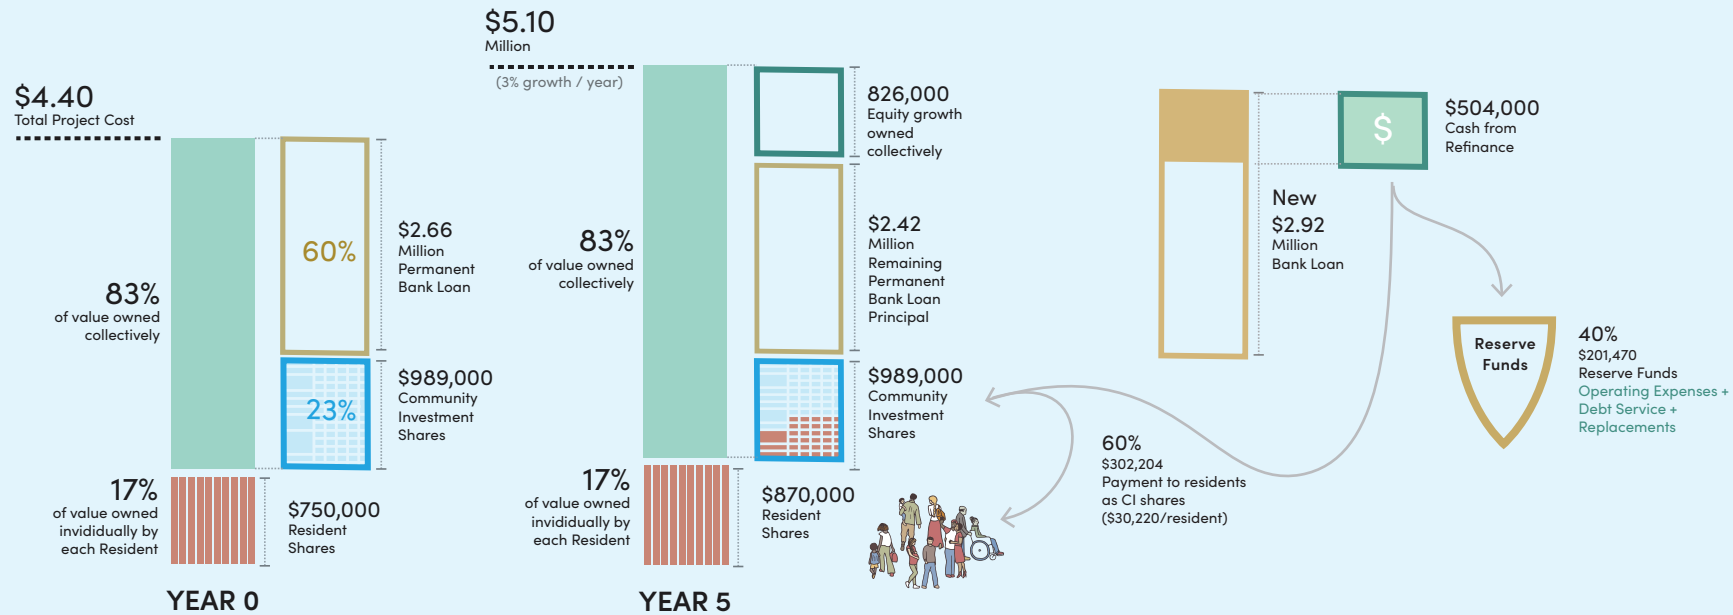 $4.40
Total Project Cost
83%
of value owned
collectively
17%
of value owned
invididually by
each Resident
60%
23%
$2.66
Million
Permanent
Bank Loan
$989,000
Community
Investment
Shares
$750,000
Resident
Shares
YEAR 0
$5.10
Million
(3% growth / year)
83%
of value owned
collectively
17%
of value owned
invididually by
each Resident
826,000
Equity growth
owned
collectively
$2.42
Million
Remaining
Permanent
Bank Loan
Principal
$989,000
Community
Investment
Shares
$870,000
Resident
Shares
YEAR 5
New
$2.92
Million
Bank Loan
$
$504,000
Cash from
Refinance
60%
$302,204
Payment to residents
as CI shares
($30,220/resident)
Reserve
Funds
40%
$201,470
Reserve Funds
Operating Expenses +
Debt Service +
Replacements